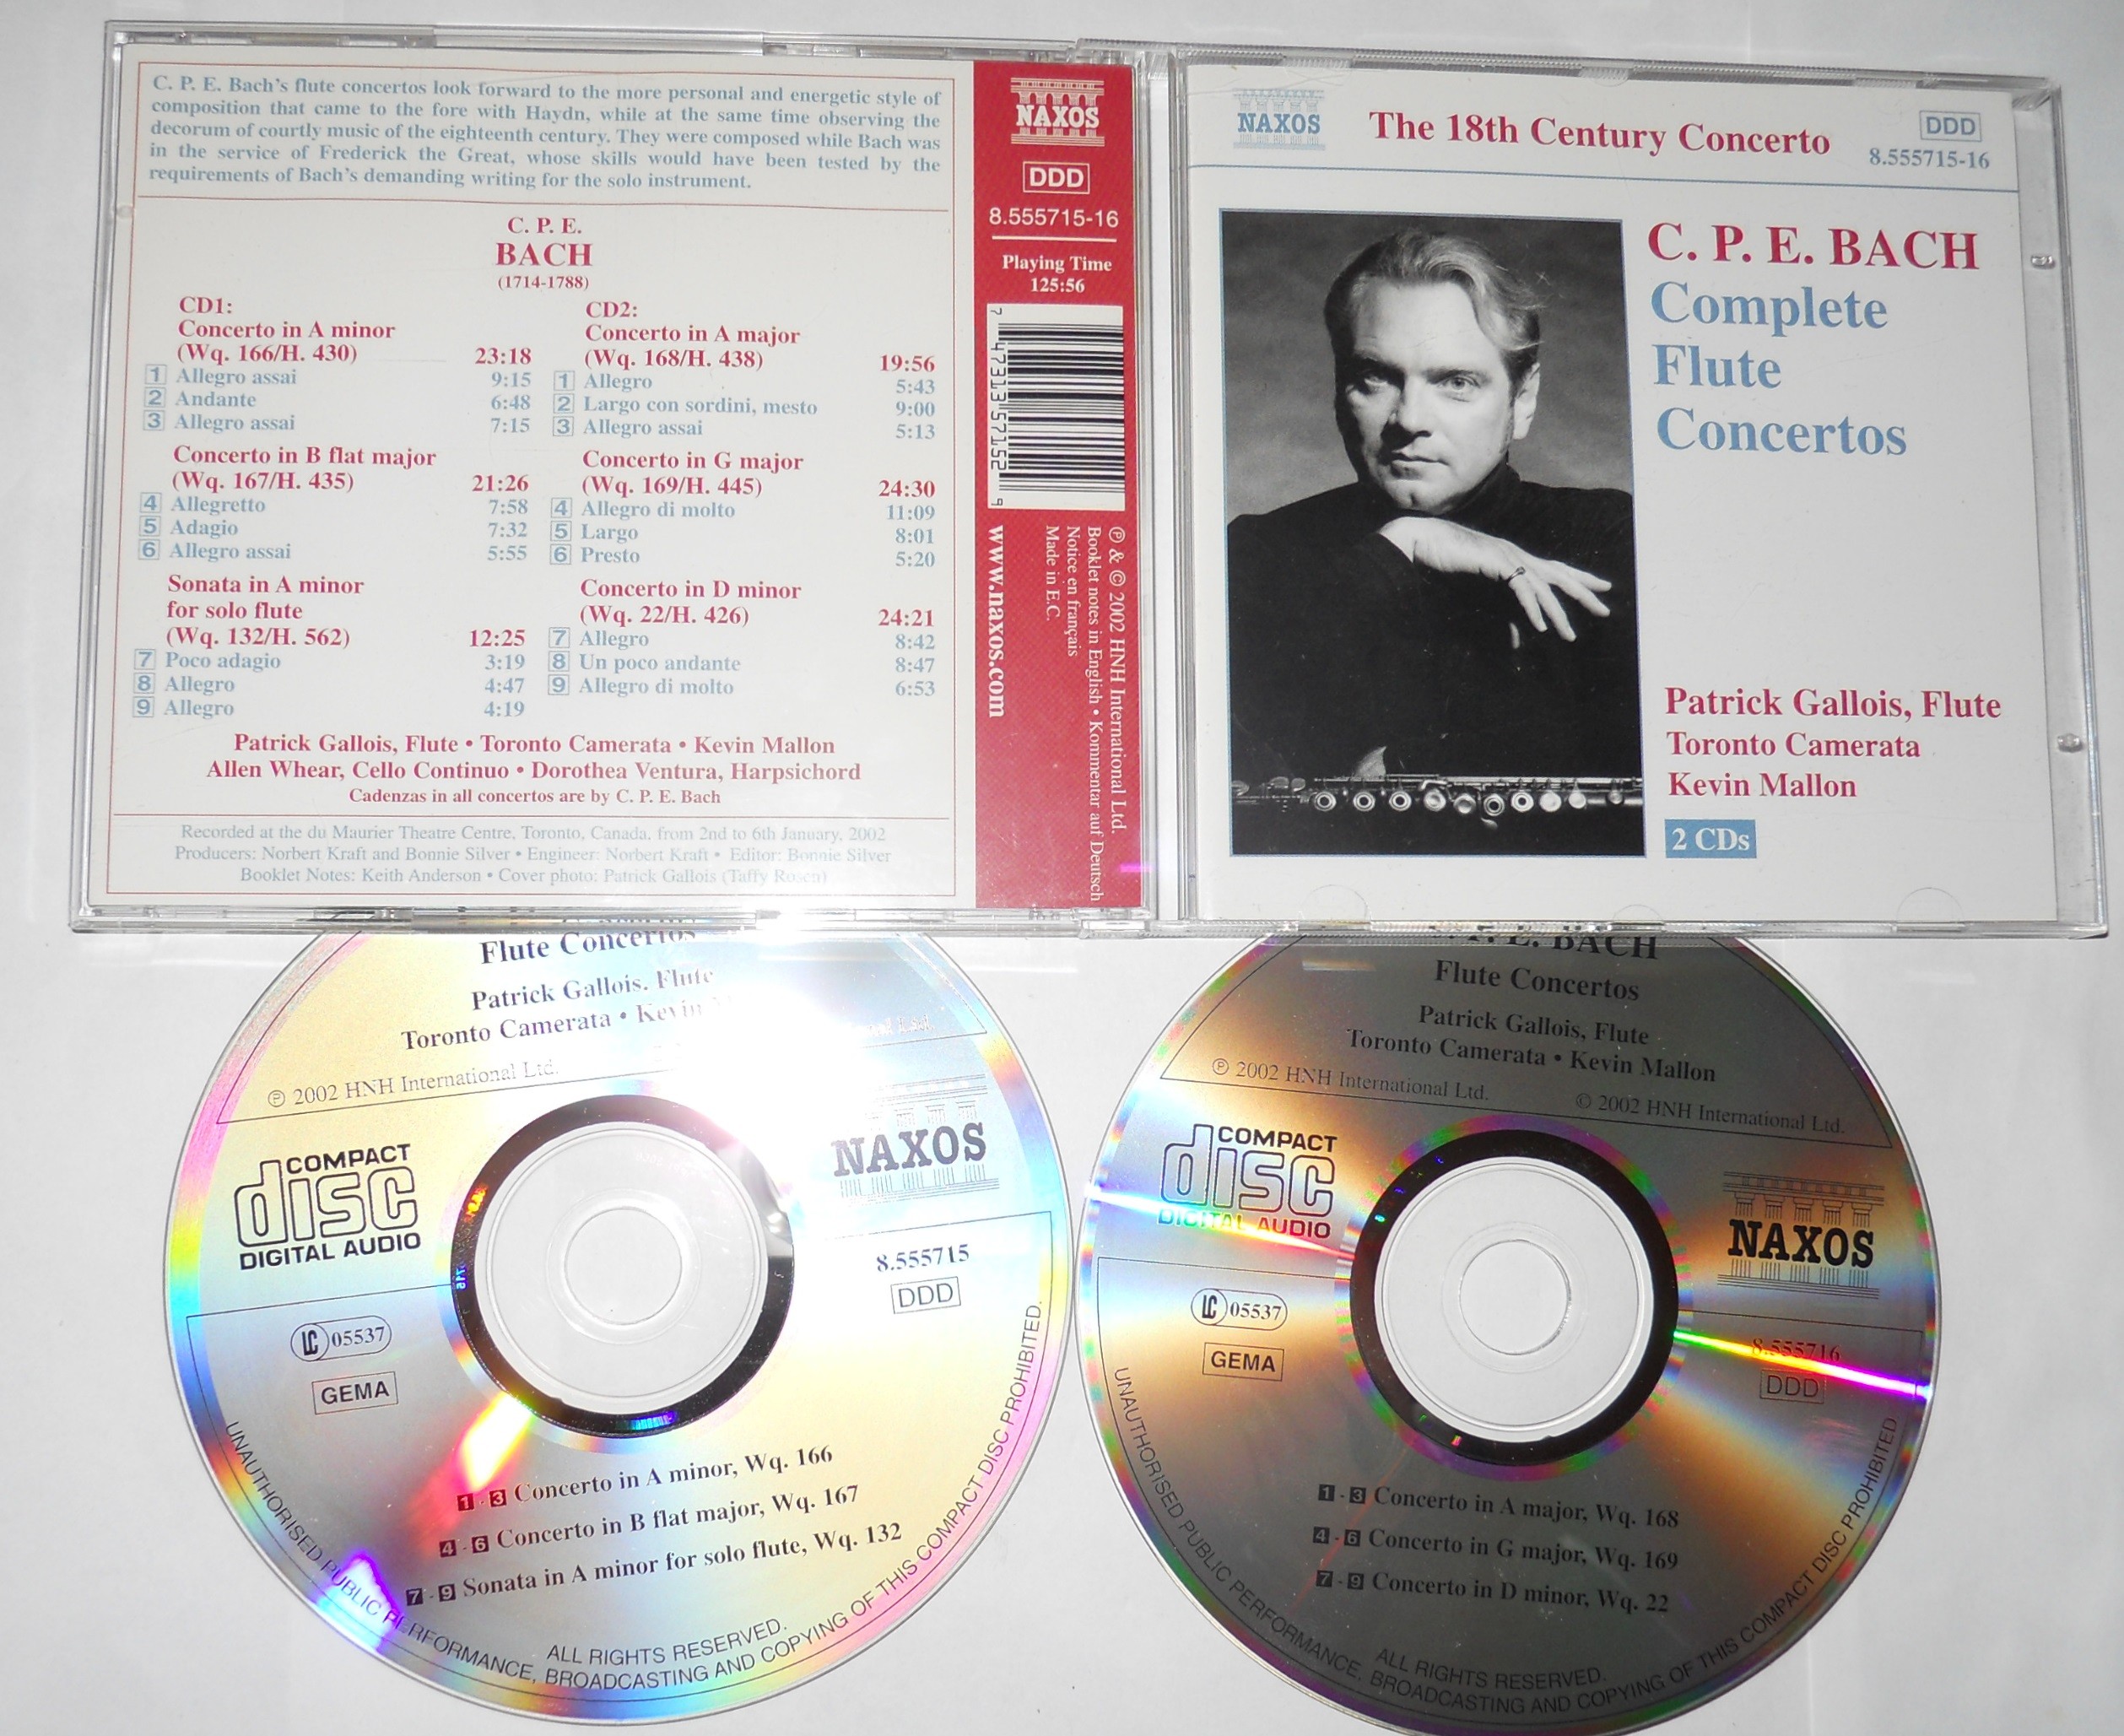 C. P. E. Bach's flute concertos look forward to the more personal and energetic style of
composition that came to the fore with Haydn, while at the same time observing the
decorum of courtly music of the eighteenth century. They were composed while Bach was
in the service of Frederick the Great, whose skills would have been tested by the
requirements of Bach's demanding writing for the solo instrument.
C. P. E.
BACH
(1714-1788)
CD1:
Concerto in A minor
(Wq. 166/H. 430) 23:18
1 Allegro assai 9:15
2 Andante 6:48
3 Allegro assai 7:15
Concerto in B flat major
(Wq. 167/H. 435) 21:26
4 Allegretto 7:58
5 Adagio 7:32
6 Allegro assai 5:55
Sonata in A minor
for solo flute
(Wq. 132/H. 562) 12:25
7 Poco adagio 3:19
8 Allegro 4:47
9 Allegro 4:19
CD2:
Concerto in A major
(Wq. 168/H. 438) 19:56
1 Allegro 5:43
2 Largo con sordini, mesto 9:00
3 Allegro assai 5:13
Concerto in G major
(Wq. 169/H. 445) 24:30
4 Allegro di molto 11:09
5 Largo 8:01
6 Presto 5:20
Concerto in D minor
(Wq. 22/H. 426) 24:21
7 Allegro 8:42
8 Un poco andante 8:47
9 Allegro di molto 6:53
Patrick Gallois, Flute • Toronto Camerata • Kevin Mallon
Allen Whear, Cello Continuo • Dorothea Ventura, Harpsichord
Cadenzas in all concertos are by C. P. E. Bach
Recorded at the du Maurier Theatre Centre, Toronto, Canada, from 2nd to 6th January, 2002
Producers: Norbert Kraft and Bonnie Silver • Engineer: Norbert Kraft • Editor: Bonnie Silver
Booklet Notes: Keith Anderson • Cover photo: Patrick Gallois (Taffy Rosen)
NAXOS
DDD
8.555715-16
Playing Time
125:56
7 47313 57152 9
℗ & © 2002 HNH International Ltd.
Booklet notes in English • Kommentar auf Deutsch
Notice en français
Made in E.C.
www.naxos.com
NAXOS
The 18th Century Concerto
DDD
8.555715-16
C. P. E. BACH
Complete
Flute
Concertos
Patrick Gallois, Flute
Toronto Camerata
Kevin Mallon
2 CDs
Flute Concertos
Patrick Gallois, Flute
Toronto Camerata • Kevin
℗ 2002 HNH International Ltd.
COMPACT
disc
DIGITAL AUDIO
NAXOS
8.555715
DDD
LC 05537
GEMA
1 - 3 Concerto in A minor, Wq. 166
4 - 6 Concerto in B flat major, Wq. 167
7 - 9 Sonata in A minor for solo flute, Wq. 132
ALL RIGHTS RESERVED.
UNAUTHORISED PUBLIC PERFORMANCE, BROADCASTING AND COPYING OF THIS COMPACT DISC PROHIBITED.
P. E. BACH
Flute Concertos
Patrick Gallois, Flute
Toronto Camerata • Kevin Mallon
℗ 2002 HNH International Ltd.
© 2002 HNH International Ltd.
COMPACT
disc
DIGITAL AUDIO
NAXOS
8.555716
DDD
LC 05537
GEMA
1 - 3 Concerto in A major, Wq. 168
4 - 6 Concerto in G major, Wq. 169
7 - 9 Concerto in D minor, Wq. 22
ALL RIGHTS RESERVED.
UNAUTHORISED PUBLIC PERFORMANCE, BROADCASTING AND COPYING OF THIS COMPACT DISC PROHIBITED